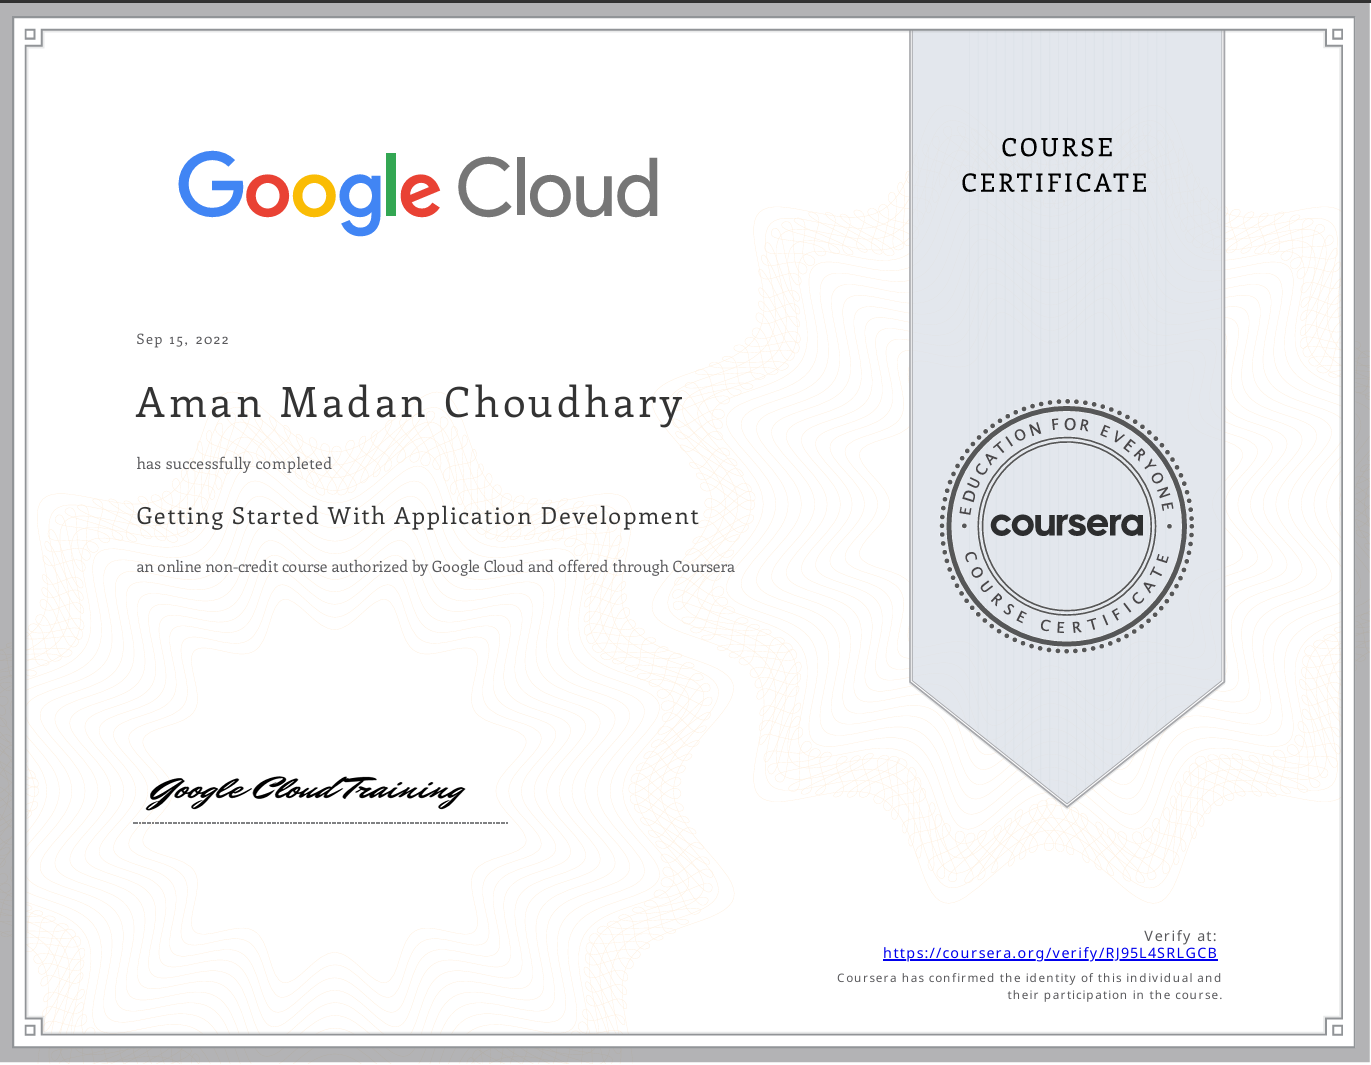 Google Cloud
COURSE
CERTIFICATE
Sep 15, 2022
Aman Madan Choudhary
has successfully completed
Getting Started With Application Development
an online non-credit course authorized by Google Cloud and offered through Coursera
EDUCATION FOR EVERYONE
coursera
COURSE CERTIFICATE
Google Cloud Training
Verify at:
https://coursera.org/verify/RJ95L4SRLGCB
Coursera has confirmed the identity of this individual and
their participation in the course.